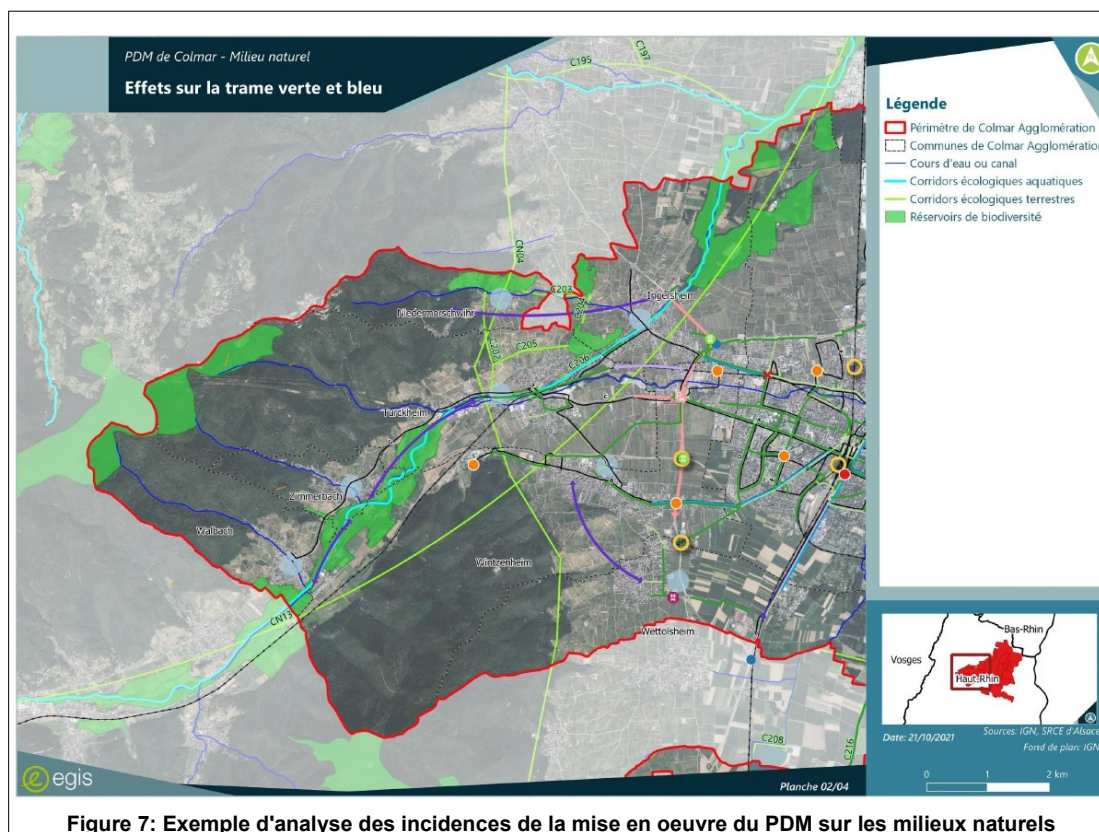 PDM de Colmar - Milieu naturel
Effets sur la trame verte et bleu
Légende
Périmètre de Colmar Agglomération
Communes de Colmar Agglomération
Cours d'eau ou canal
Corridors écologiques aquatiques
Corridors écologiques terrestres
Réservoirs de biodiversité
C195
C197
CN04
C203
C204
Ingersheim
Niedermorschwihr
C205
C202
C206
Turckheim
Zimmerbach
Walbach
Wintzenheim
CN13
Wettolsheim
C208
C216
Bas-Rhin
Vosges
Haut-Rhin
Date: 21/10/2021
Sources: IGN, SRCE d'Alsace
Fond de plan: IGN
0 1 2 km
egis
Planche 02/04
Figure 7: Exemple d'analyse des incidences de la mise en oeuvre du PDM sur les milieux naturels